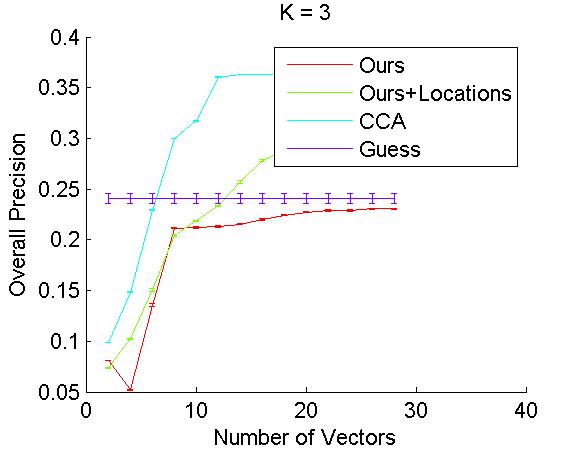 K = 3
0.4
0.35
0.3
0.25
0.2
0.15
0.1
0.05
Overall Precision
Ours
Ours+Locations
CCA
Guess
0
10
20
30
40
Number of Vectors